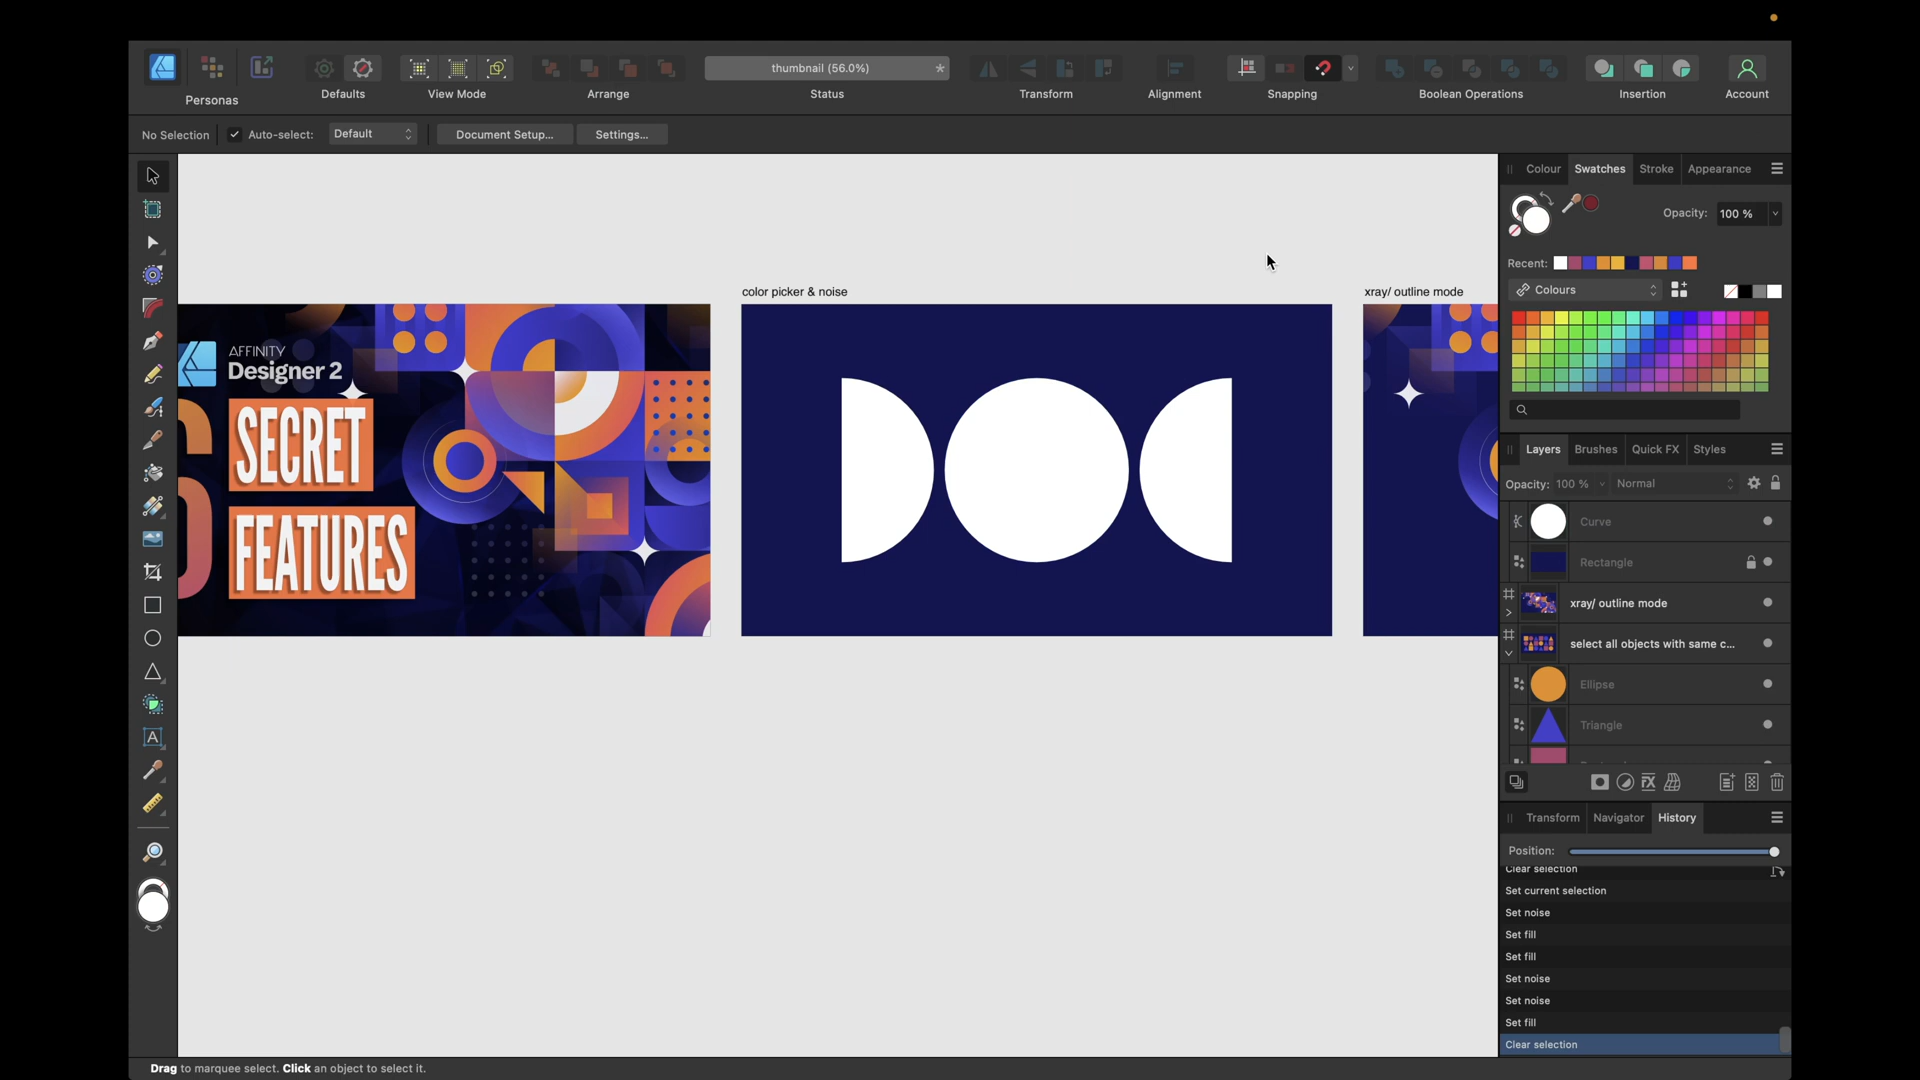 thumbnail (56.0%)
*
Personas
Defaults
View Mode
Arrange
Status
Transform
Alignment
Snapping
Boolean Operations
Insertion
Account
No Selection
Auto-select:
Default
Document Setup...
Settings...
Colour
Swatches
Stroke
Appearance
Opacity:
100 %
Recent:
Colours
color picker & noise
xray/ outline mode
AFFINITY
Designer 2
SECRET
FEATURES
Layers
Brushes
Quick FX
Styles
Opacity: 100 %
Normal
Curve
Rectangle
xray/ outline mode
select all objects with same c...
Ellipse
Triangle
Transform
Navigator
History
Position:
Clear selection
Set current selection
Set noise
Set fill
Set fill
Set noise
Set noise
Set fill
Clear selection
Drag to marquee select. Click an object to select it.